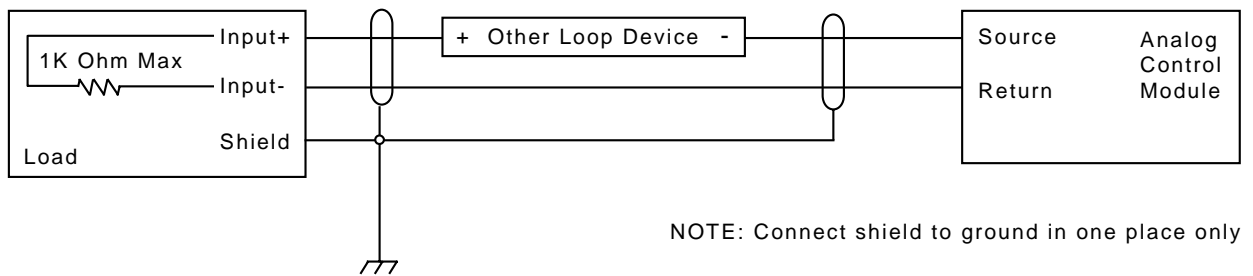 Input+
+ Other Loop Device -
Source
Analog
Control
Module
1K Ohm Max
Input-
Return
Shield
Load
NOTE: Connect shield to ground in one place only